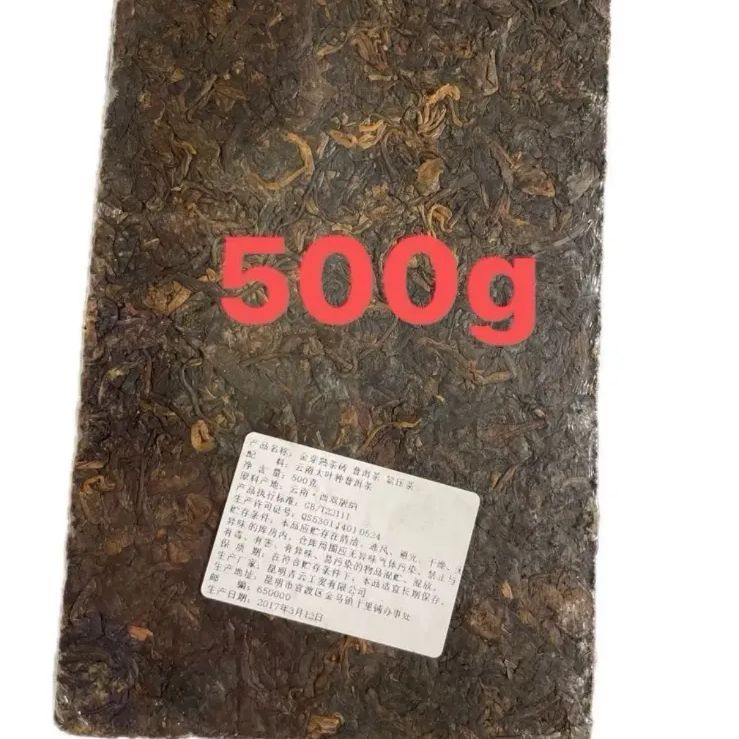 500g
产品名称：金芽熟茶砖 普洱茶 紧压茶
配 料：云南大叶种普洱茶
净 含 量：500克
原料产地：云南·西双版纳
产品执行标准：GB/T22111
生产许可证号：QS5301 1401 0524
贮存条件：本品应贮存在清洁、通风、避光、干燥、无
异味的库房内，仓库周围应无异味气体污染，禁止与
有毒、有害、有异味、易污染的物品混贮、混放。
保 质 期：在符合贮存条件下，本品适宜长期保存。
生产厂家：昆明 云工贸有限公司
生产地址：昆明市官渡区金马镇十里铺办事处
邮 编：650000
生产日期：2017年3月12日